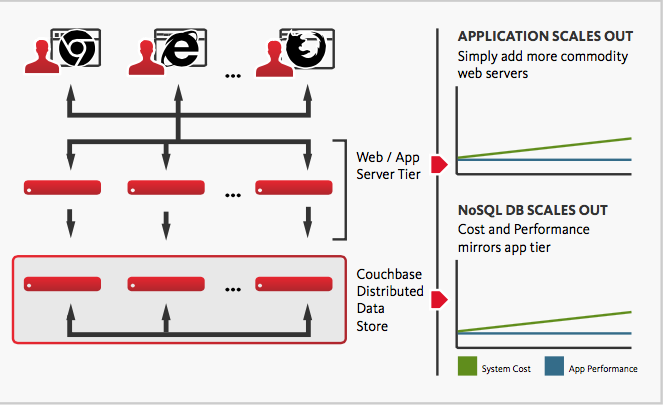 APPLICATION SCALES OUT
Simply add more commodity
web servers
...
Web / App
Server Tier
...
NoSQL DB SCALES OUT
Cost and Performance
mirrors app tier
Couchbase
Distributed
Data
Store
...
System Cost
App Performance